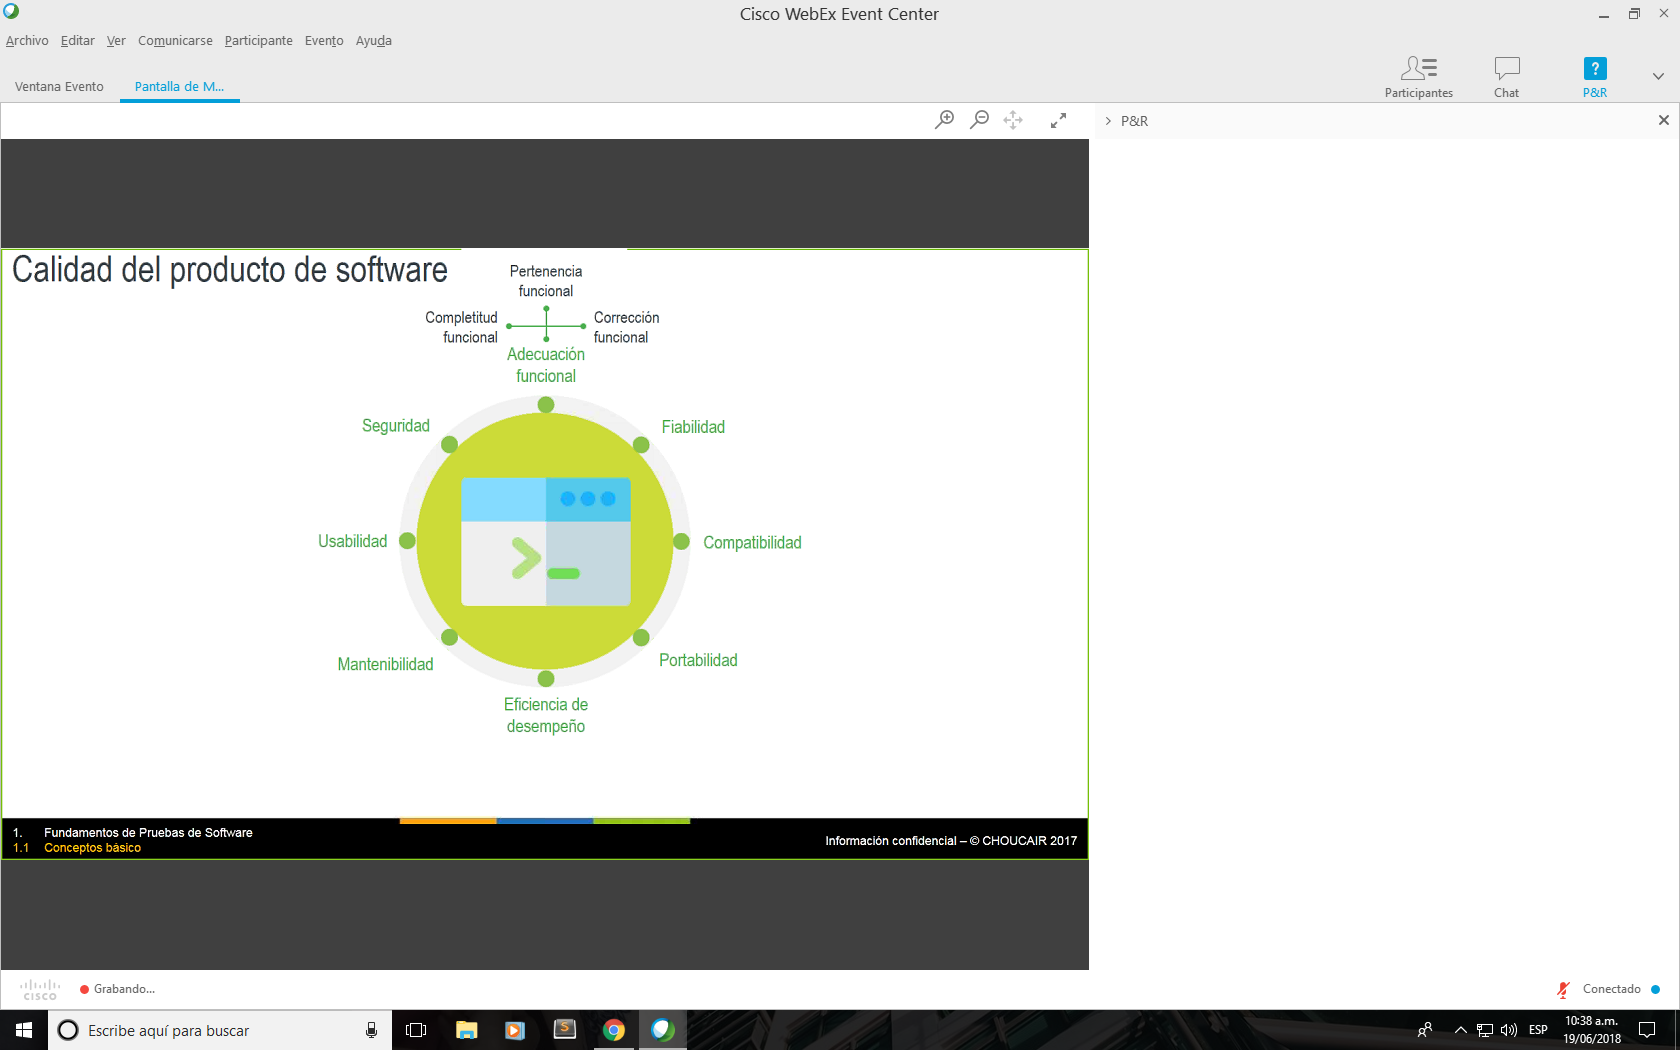 Cisco WebEx Event Center
Archivo Editar Ver Comunicarse Participante Evento Ayuda
Ventana Evento Pantalla de M...
Participantes Chat P&R
P&R
Calidad del producto de software
Pertenencia
funcional
Completitud
funcional
Corrección
funcional
Adecuación
funcional
Seguridad
Fiabilidad
Usabilidad
Compatibilidad
Mantenibilidad
Portabilidad
Eficiencia de
desempeño
1. Fundamentos de Pruebas de Software
1.1 Conceptos básico
Información confidencial – © CHOUCAIR 2017
CISCO
Grabando...
Conectado
Escribe aquí para buscar
ESP
10:38 a.m.
19/06/2018